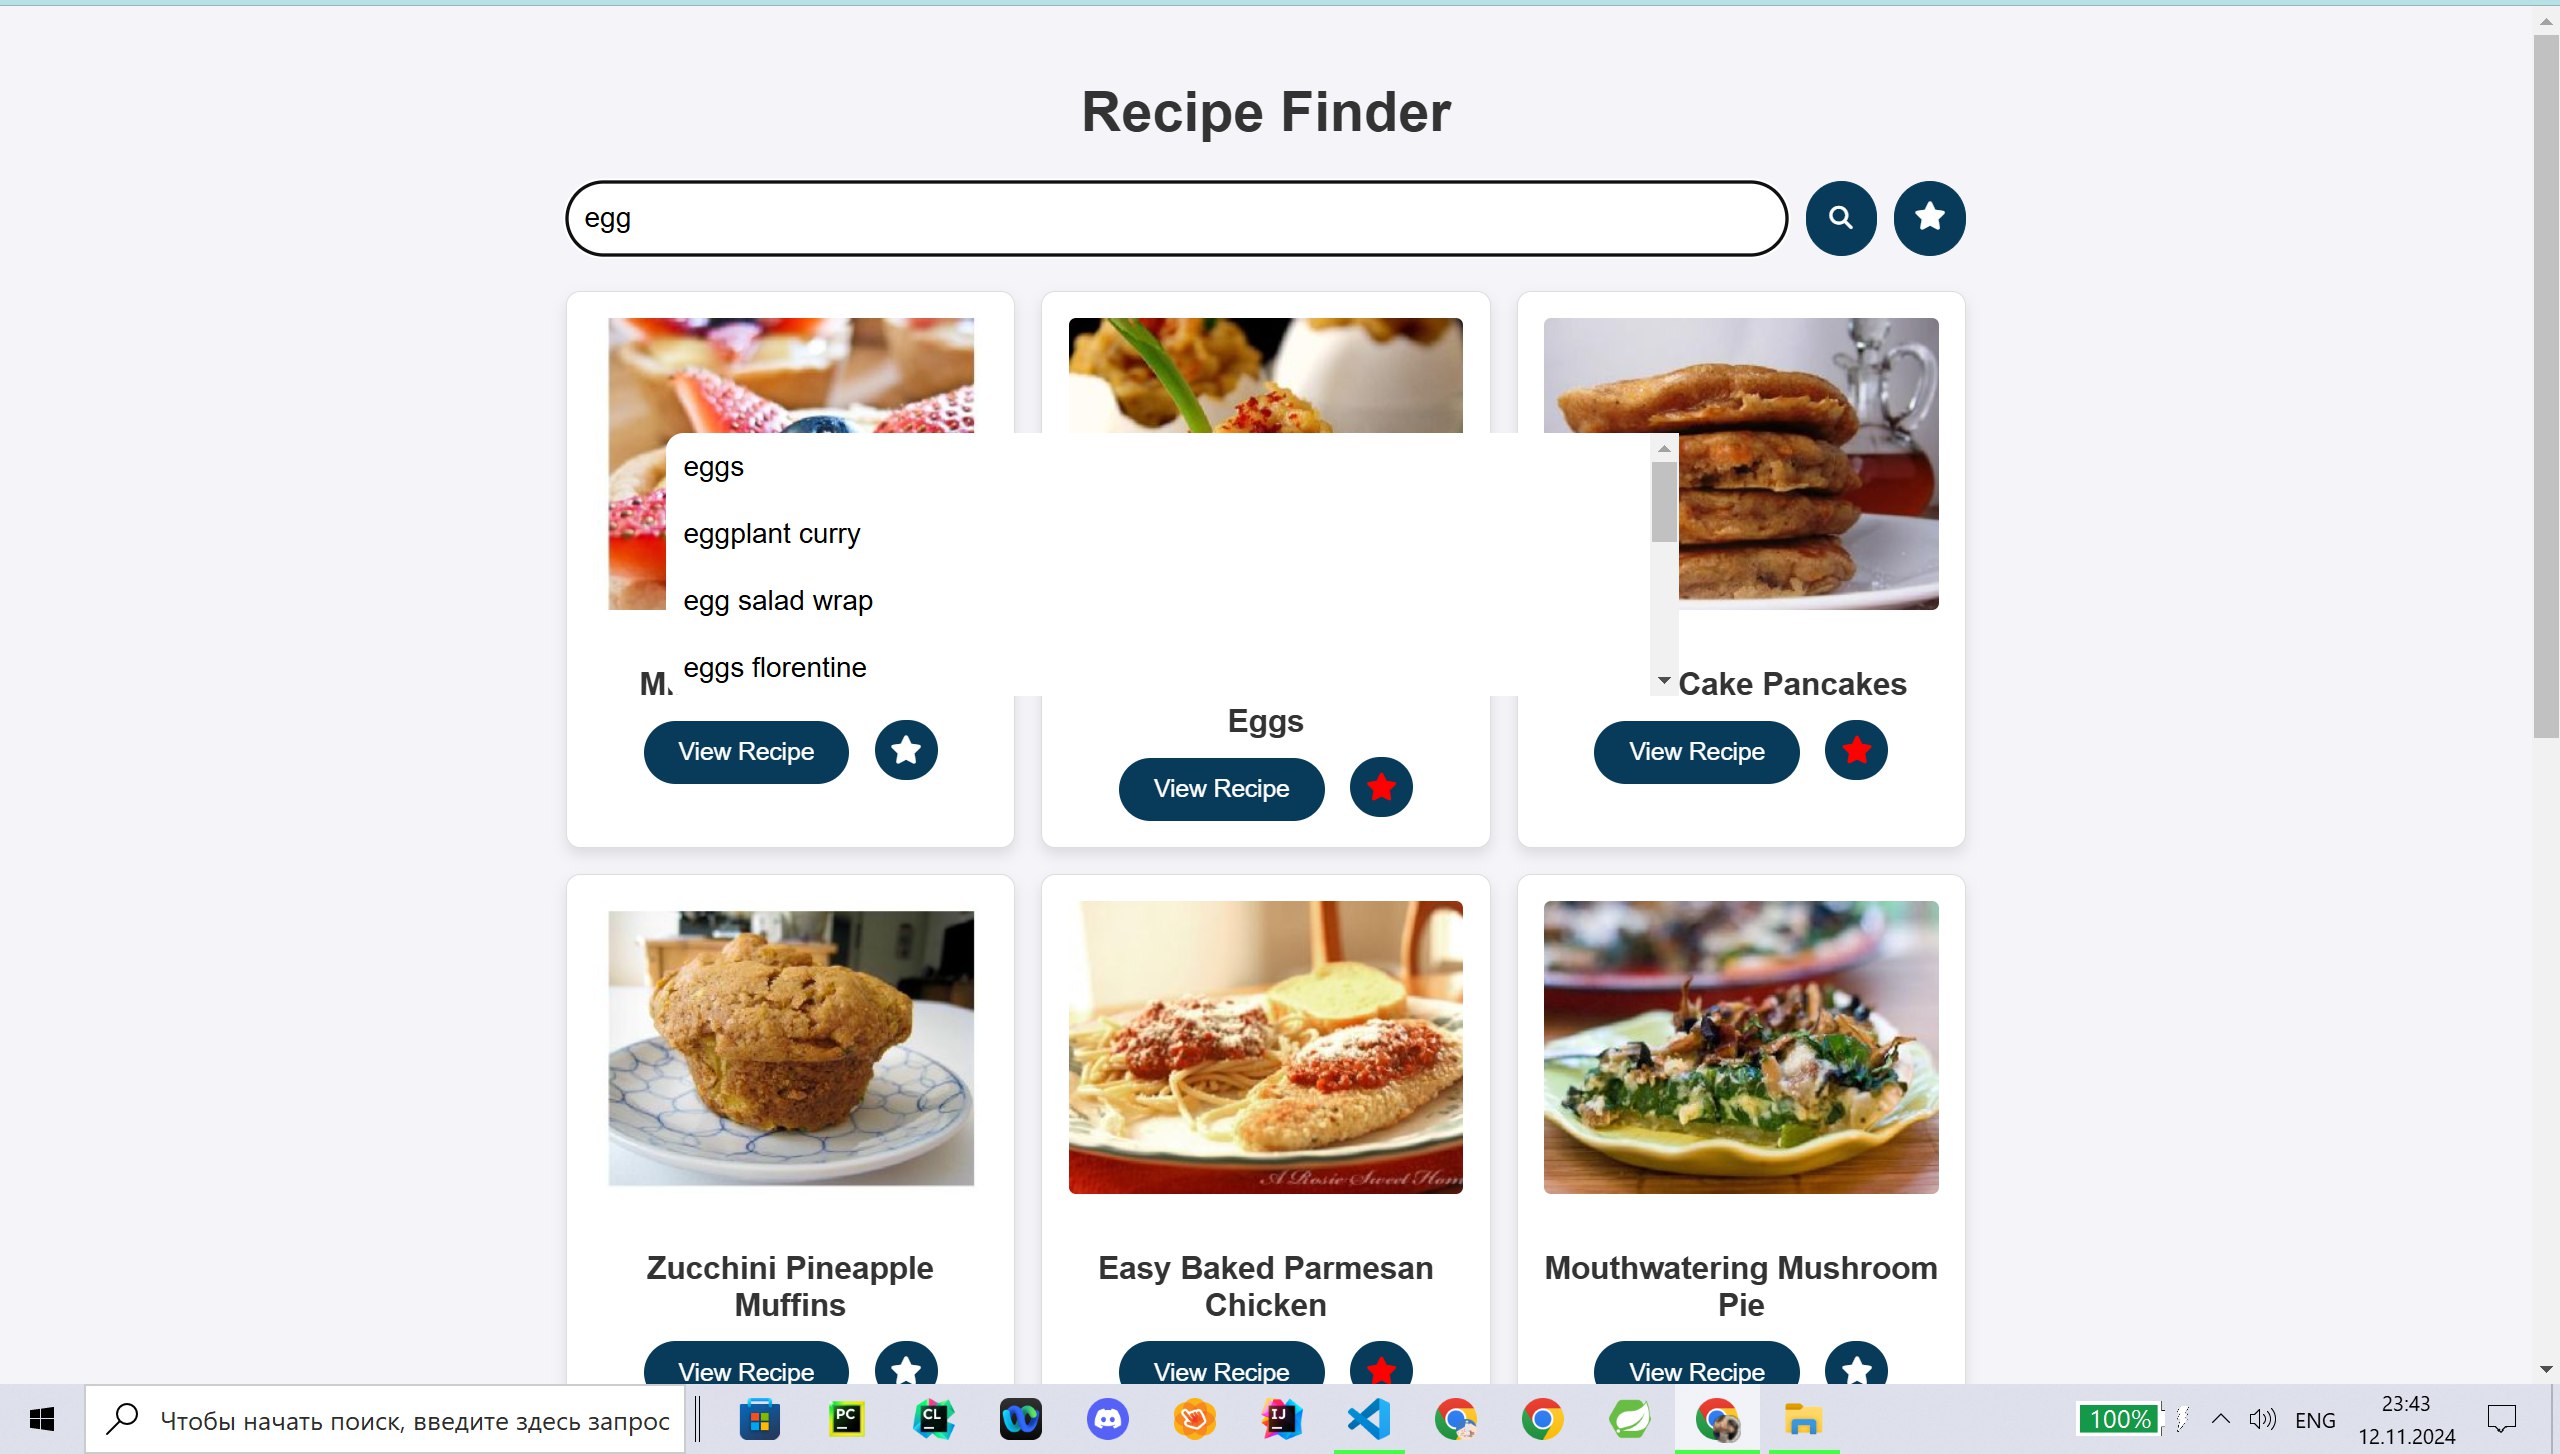 Recipe Finder
egg
eggs
eggplant curry
egg salad wrap
eggs florentine
Cake Pancakes
View Recipe
View Recipe
Eggs
View Recipe
A Rosie Sweet Hom
Zucchini Pineapple
Muffins
View Recipe
Easy Baked Parmesan
Chicken
View Recipe
Mouthwatering Mushroom
Pie
View Recipe
Чтобы начать поиск, введите здесь запрос
PC
CL
IJ
100%
ENG
23:43
12.11.2024